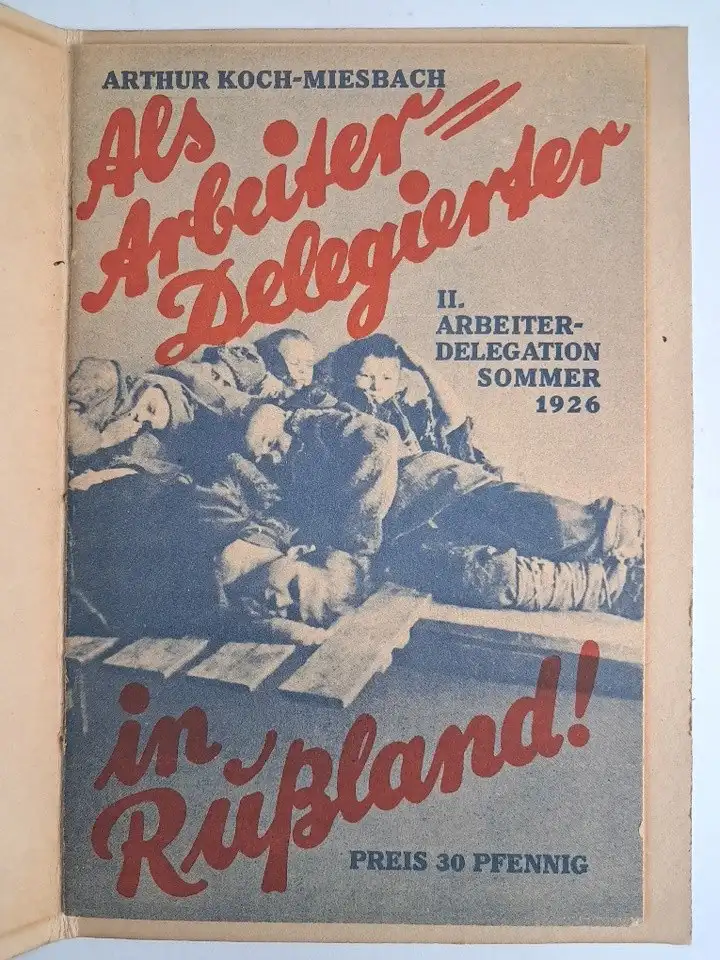 ARTHUR KOCH-MIESBACH
Als
Arbeiter=
Delegierter
II.
ARBEITER-
DELEGATION
SOMMER
1926
in
Rußland!
PREIS 30 PFENNIG